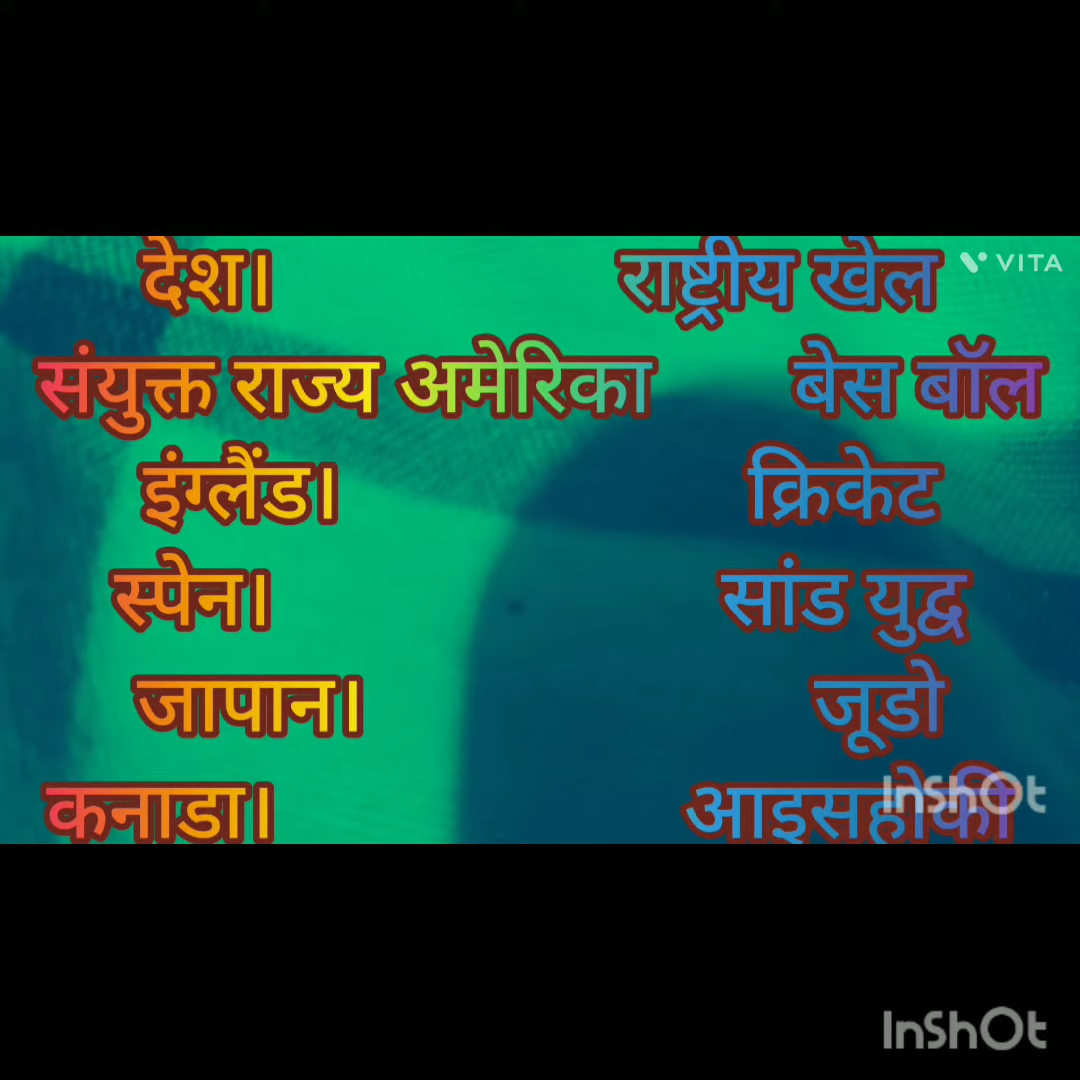 देश। राष्ट्रीय खेल
VITA
संयुक्त राज्य अमेरिका बेस बॉल
इंग्लैंड। क्रिकेट
स्पेन। सांड युद्ध
जापान। जूडो
कनाडा। आइसहोकी
InShOt
InShOt